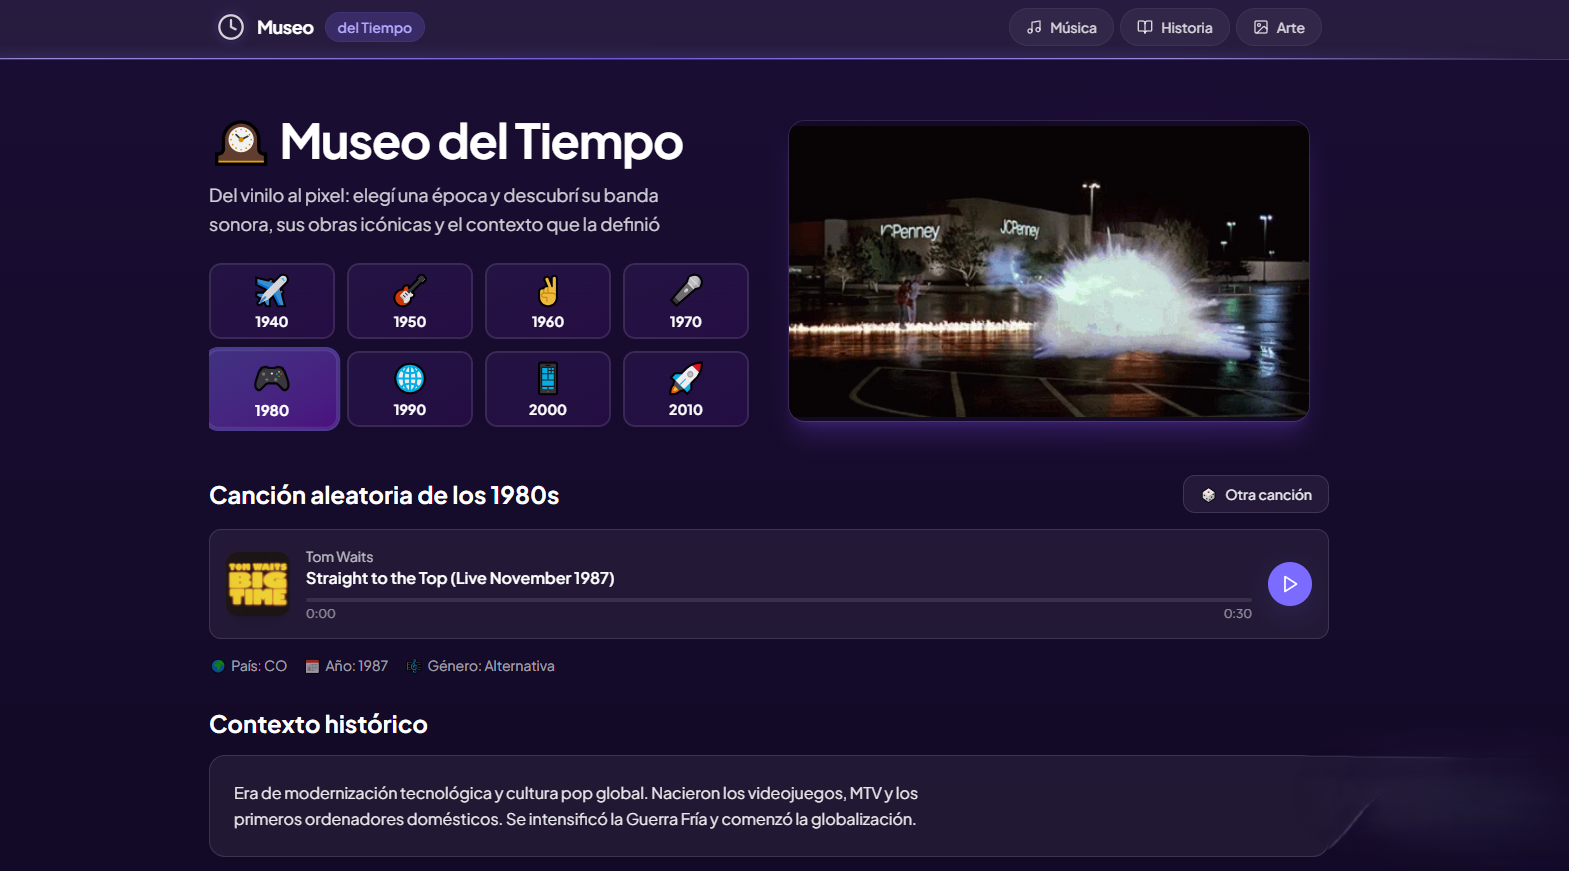 Museo del Tiempo
Música Historia Arte
Museo del Tiempo
Del vinilo al pixel: elegí una época y descubrí su banda
sonora, sus obras icónicas y el contexto que la definió
1940 1950 1960 1970
1980 1990 2000 2010
JCPenney JCPenney
Canción aleatoria de los 1980s
Otra canción
TOM WAITS
BIG
TIME
Tom Waits
Straight to the Top (Live November 1987)
0:00 0:30
País: CO Año: 1987 Género: Alternativa
Contexto histórico
Era de modernización tecnológica y cultura pop global. Nacieron los videojuegos, MTV y los
primeros ordenadores domésticos. Se intensificó la Guerra Fría y comenzó la globalización.